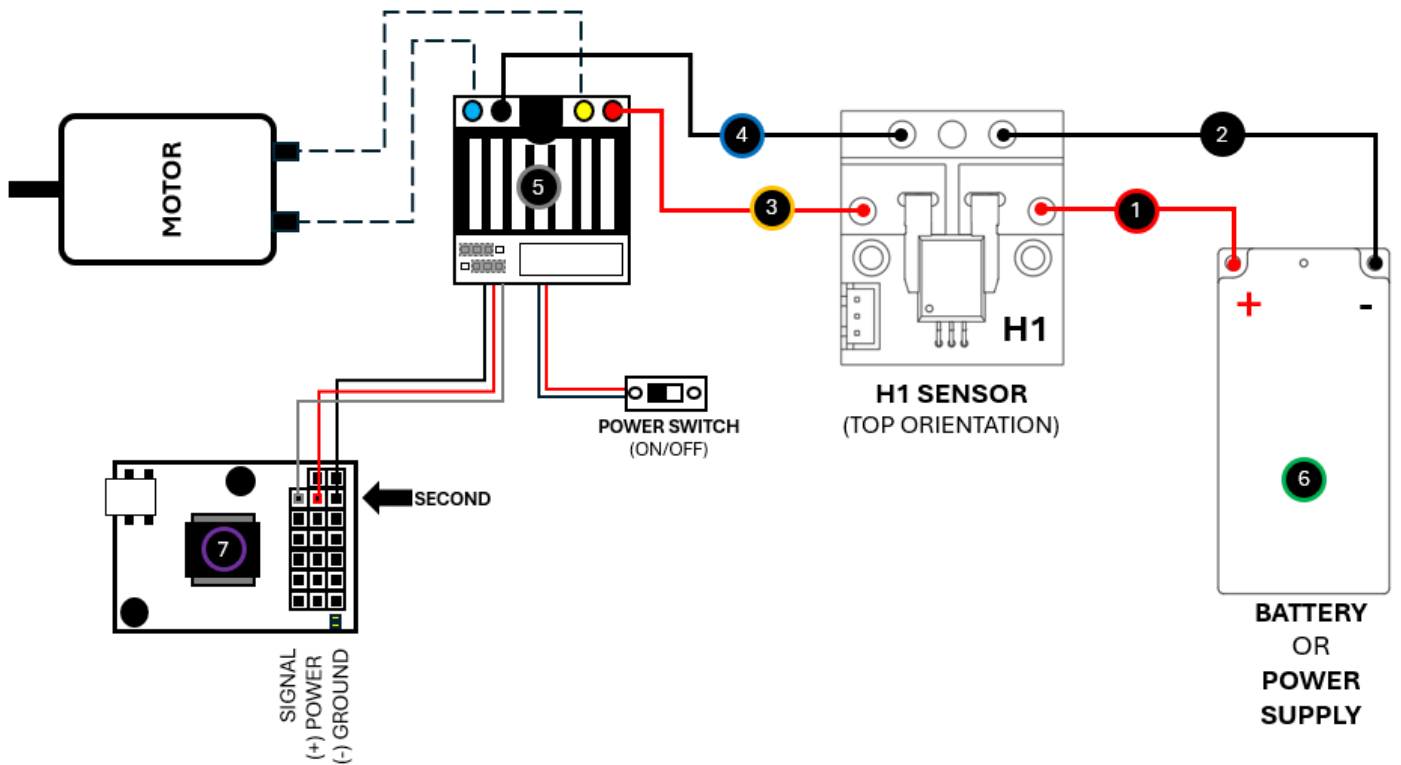 MOTOR
5
4
3
2
1
H1
+
-
H1 SENSOR
(TOP ORIENTATION)
POWER SWITCH
(ON/OFF)
SECOND
7
6
SIGNAL
(+) POWER
(-) GROUND
BATTERY
OR
POWER
SUPPLY